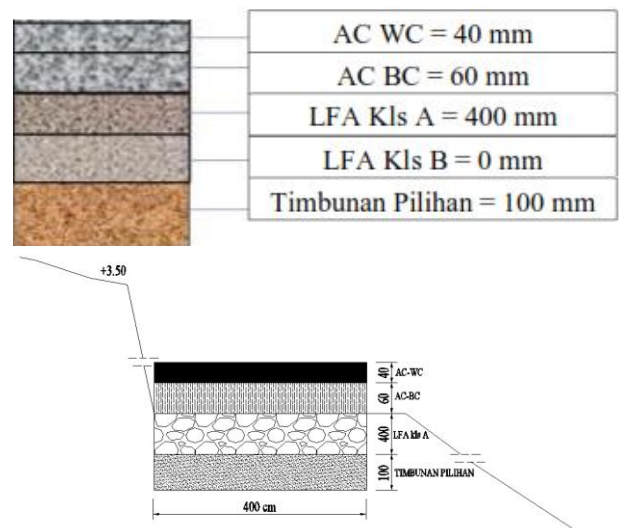 AC WC = 40 mm
AC BC = 60 mm
LFA Kls A = 400 mm
LFA Kls B = 0 mm
Timbunan Pilihan = 100 mm
+3.50
40 AC-WC
60 AC-BC
400 LFA kls A
100 TIMBUNAN PILIHAN
400 cm